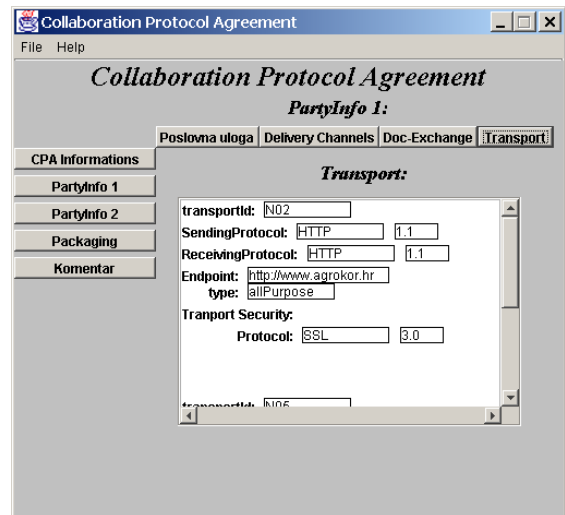 Collaboration Protocol Agreement
File Help
Collaboration Protocol Agreement
PartyInfo 1:
Poslovna uloga Delivery Channels Doc-Exchange Transport
CPA Informations
PartyInfo 1
PartyInfo 2
Packaging
Komentar
Transport:
transportId: N02
SendingProtocol: HTTP 1.1
ReceivingProtocol: HTTP 1.1
Endpoint: http://www.agrokor.hr
type: allPurpose
Tranport Security:
Protocol: SSL 3.0
transportId: N05